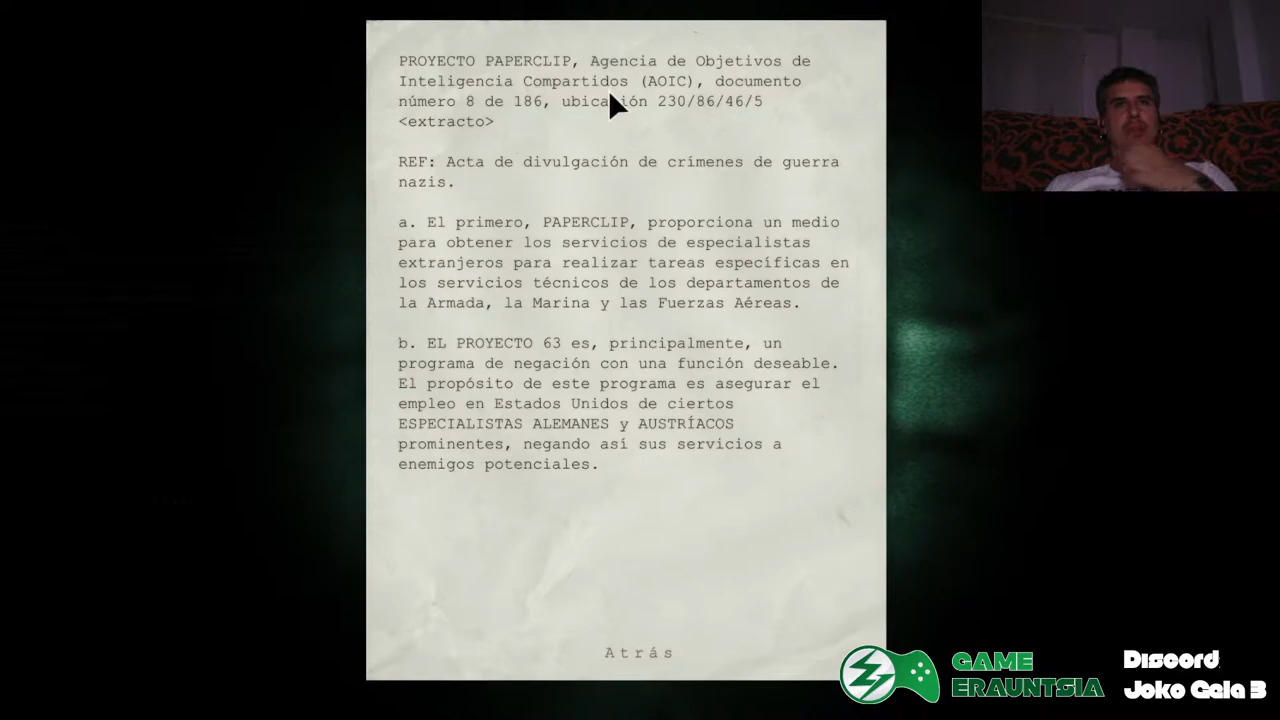 PROYECTO PAPERCLIP, Agencia de Objetivos de
Inteligencia Compartidos (AOIC), documento
número 8 de 186, ubicación 230/86/46/5
<extracto>
REF: Acta de divulgación de crímenes de guerra
nazis.
a. El primero, PAPERCLIP, proporciona un medio
para obtener los servicios de especialistas
extranjeros para realizar tareas específicas en
los servicios técnicos de los departamentos de
la Armada, la Marina y las Fuerzas Aéreas.
b. EL PROYECTO 63 es, principalmente, un
programa de negación con una función deseable.
El propósito de este programa es asegurar el
empleo en Estados Unidos de ciertos
ESPECIALISTAS ALEMANES y AUSTRÍACOS
prominentes, negando así sus servicios a
enemigos potenciales.
Atrás
GAME
ERAUNTSIA
Discord
Joko Gela 3